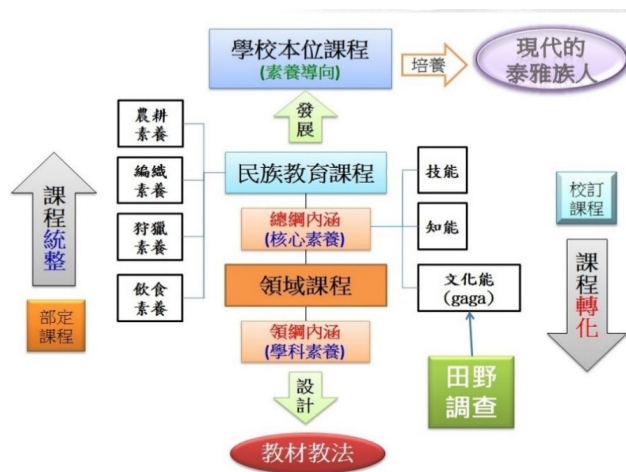 學校本位課程
(素養導向)
培養
現代的
泰雅族人
發
展
農耕
素養
編織
素養
狩獵
素養
飲食
素養
民族教育課程
總綱內涵
(核心素養)
領域課程
領綱內涵
(學科素養)
設
計
教材教法
技能
知能
文化能
(gaga)
田野
調查
課程統整
部定
課程
校訂
課程
課程轉化